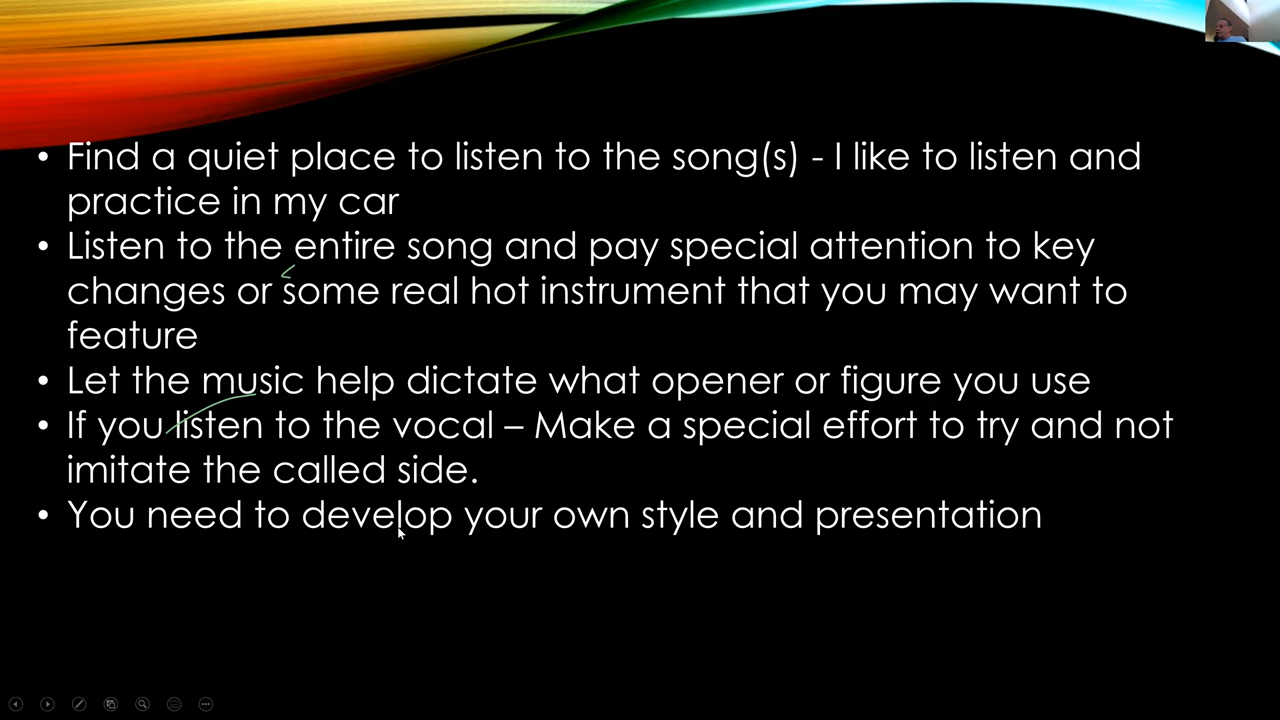 • Find a quiet place to listen to the song(s) - I like to listen and
practice in my car
• Listen to the entire song and pay special attention to key
changes or some real hot instrument that you may want to
feature
• Let the music help dictate what opener or figure you use
• If you listen to the vocal – Make a special effort to try and not
imitate the called side.
• You need to develop your own style and presentation